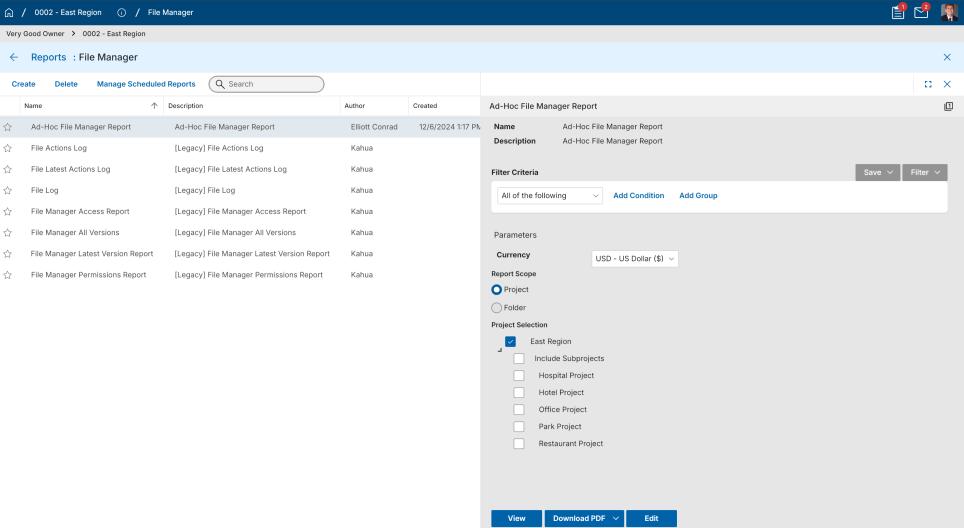 / 0002 - East Region / File Manager 1 2
Very Good Owner > 0002 - East Region
Reports : File Manager
Create Delete Manage Scheduled Reports Search
Name Description Author Created
Ad-Hoc File Manager Report Ad-Hoc File Manager Report Elliott Conrad 12/6/2024 1:17 PM
File Actions Log [Legacy] File Actions Log Kahua
File Latest Actions Log [Legacy] File Latest Actions Log Kahua
File Log [Legacy] File Log Kahua
File Manager Access Report [Legacy] File Manager Access Report Kahua
File Manager All Versions [Legacy] File Manager All Versions Kahua
File Manager Latest Version Report [Legacy] File Manager Latest Version Report Kahua
File Manager Permissions Report [Legacy] File Manager Permissions Report Kahua
Ad-Hoc File Manager Report
Name Ad-Hoc File Manager Report
Description Ad-Hoc File Manager Report
Filter Criteria Save Filter
All of the following Add Condition Add Group
Parameters
Currency USD - US Dollar ($)
Report Scope
Project
Folder
Project Selection
East Region
Include Subprojects
Hospital Project
Hotel Project
Office Project
Park Project
Restaurant Project
View Download PDF Edit